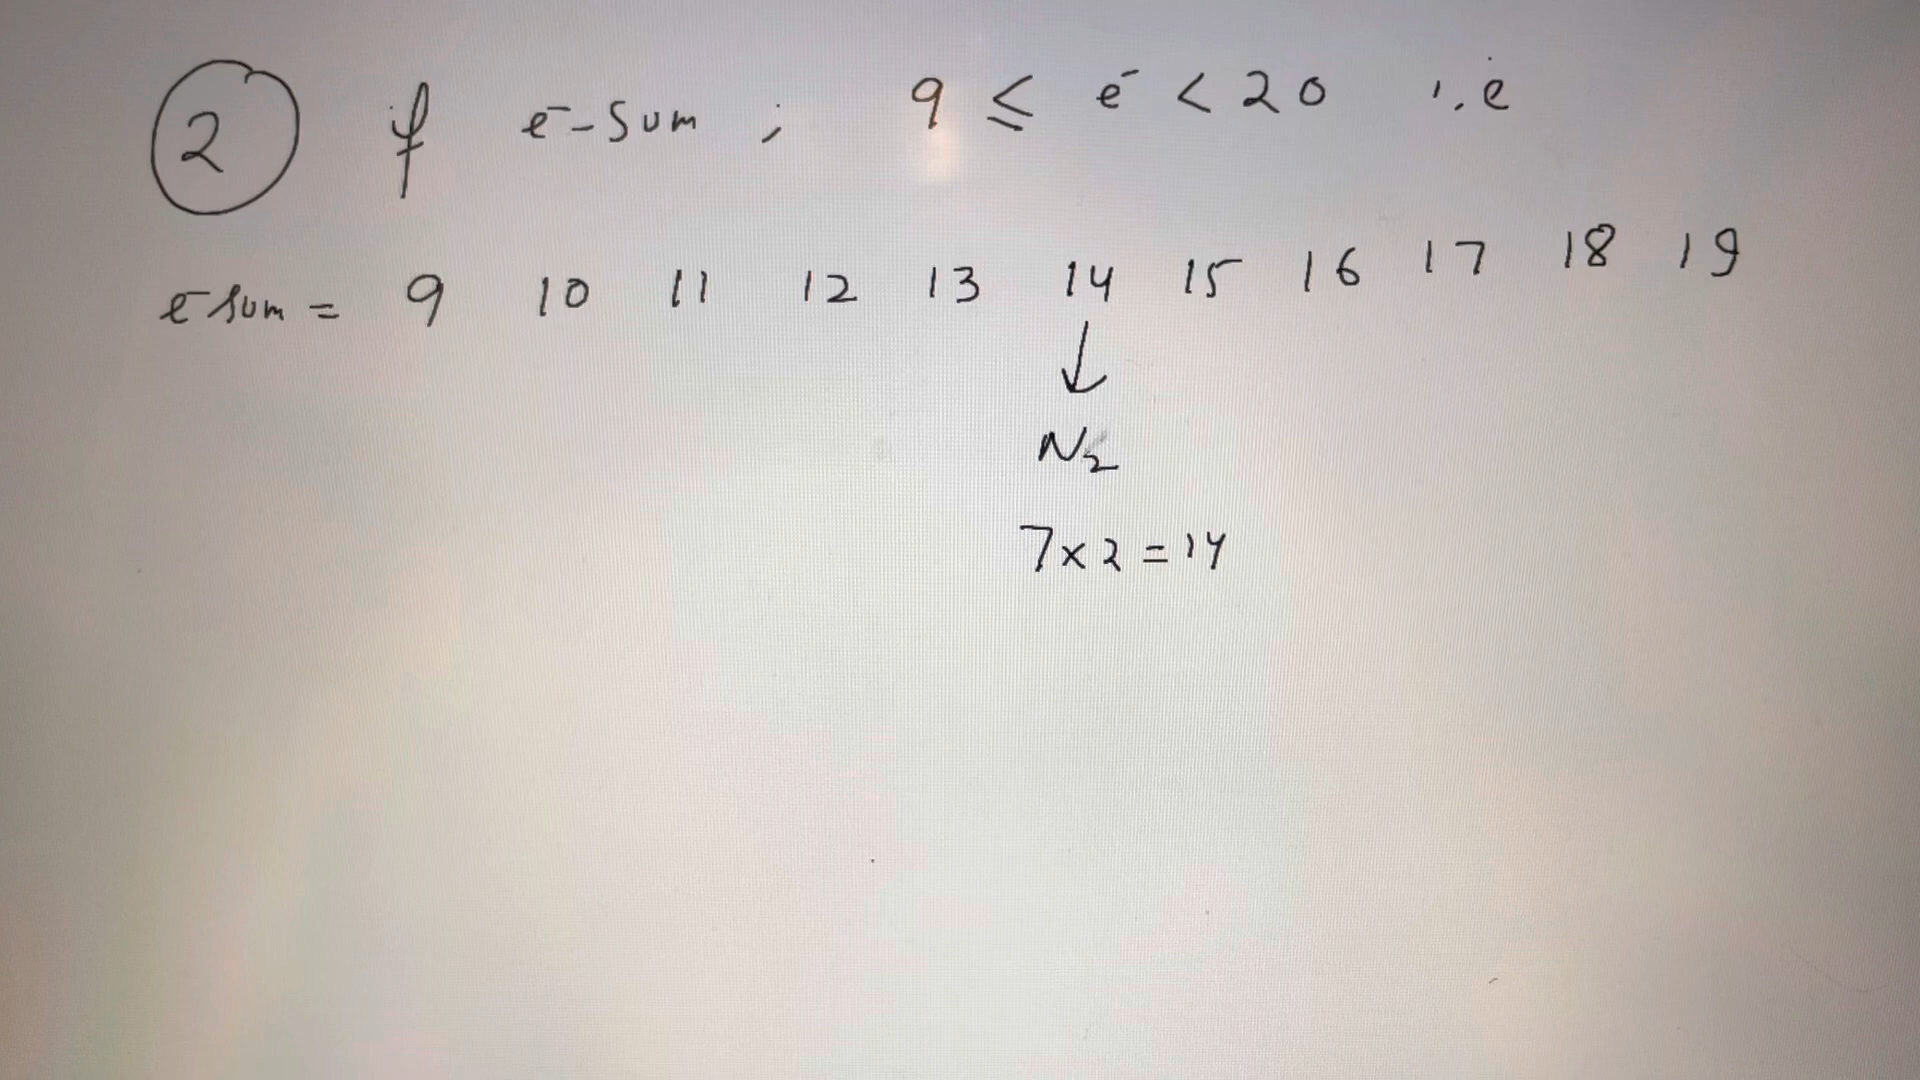 ② if e⁻-Sum ; 9 ≤ e⁻ < 20 i.e
e⁻ sum = 9 10 11 12 13 14 15 16 17 18 19
↓
N₂
7×2=14